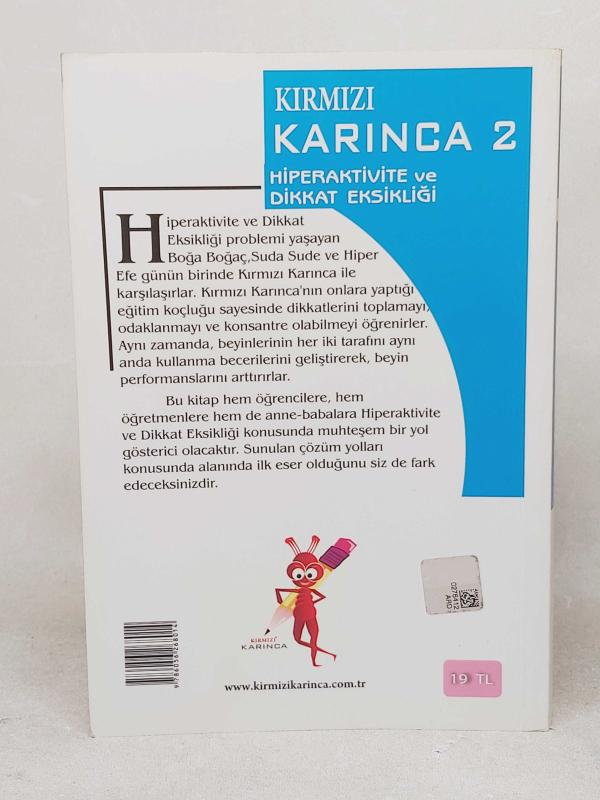 KIRMIZI
KARINCA 2
HİPERAKTİVİTE ve
DİKKAT EKSİKLİĞİ
Hiperaktivite ve Dikkat
Eksikliği problemi yaşayan
Boğa Boğaç,Suda Sude ve Hiper
Efe günün birinde Kırmızı Karınca ile
karşılaşırlar. Kırmızı Karınca'nın onlara yaptığı
eğitim koçluğu sayesinde dikkatlerini toplamayı,
odaklanmayı ve konsantre olabilmeyi öğrenirler.
Aynı zamanda, beyinlerinin her iki tarafını aynı
anda kullanma becerilerini geliştirerek, beyin
performanslarını arttırırlar.
Bu kitap hem öğrencilere, hem
öğretmenlere hem de anne-babalara Hiperaktivite
ve Dikkat Eksikliği konusunda muhteşem bir yol
gösterici olacaktır. Sunulan çözüm yolları
konusunda alanında ilk eser olduğunu siz de fark
edeceksinizdir.
KIRMIZI
KARINCA
www.kirmizikarinca.com.tr
9 786056 268014
19 TL